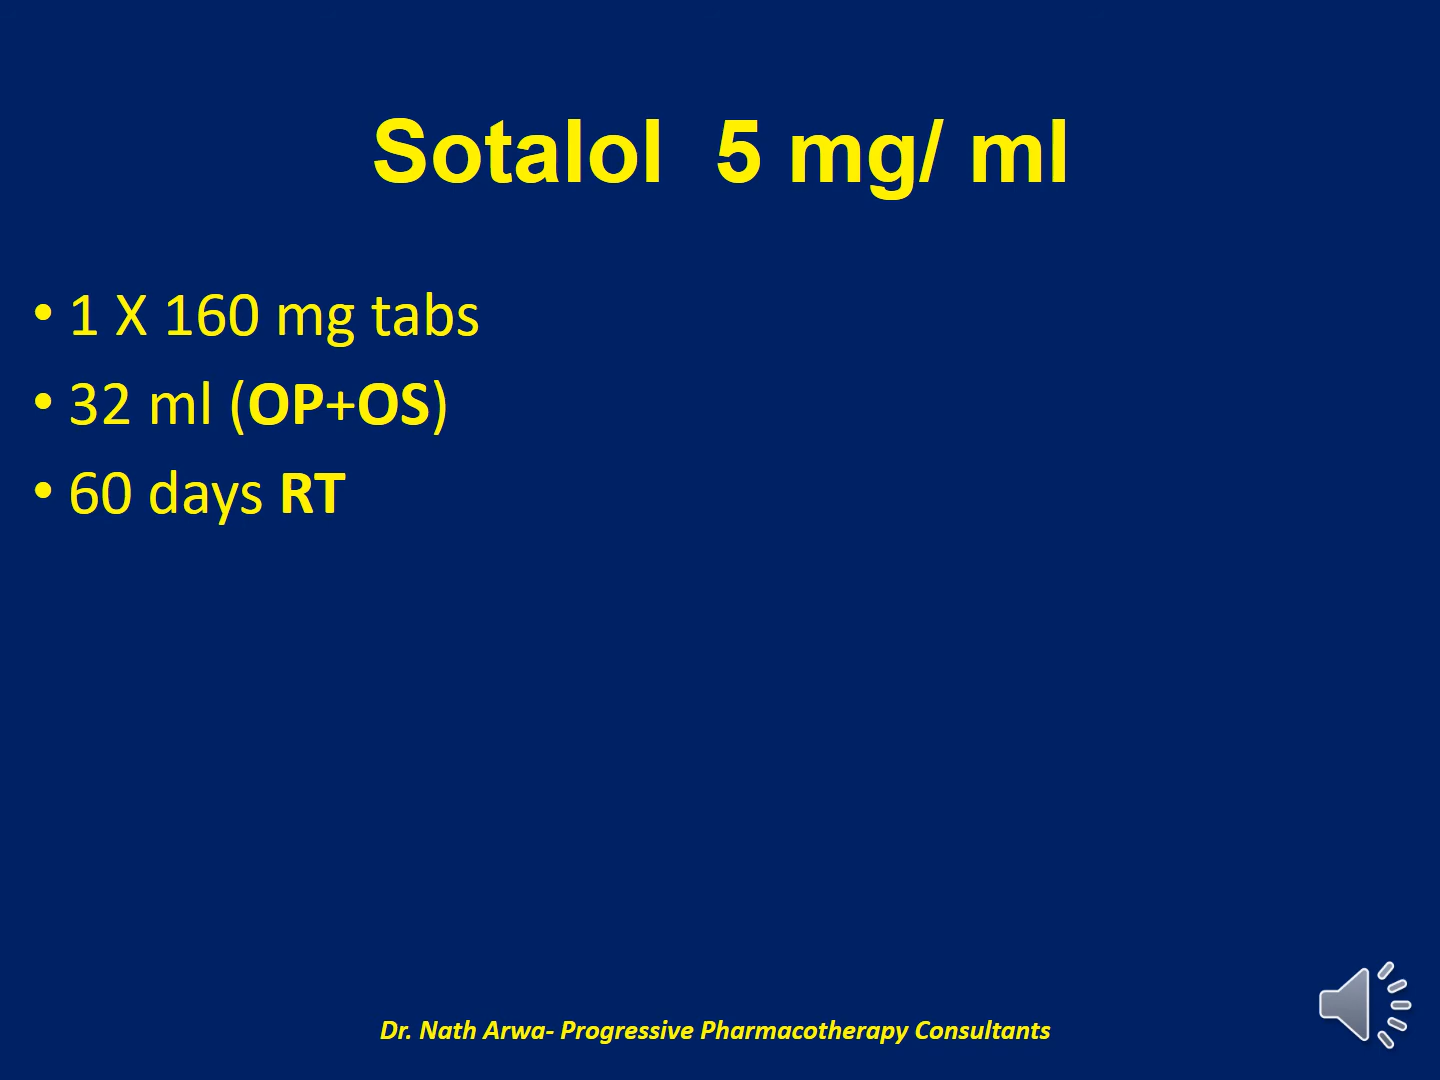 Sotalol  5 mg/ ml
• 1 X 160 mg tabs
• 32 ml (OP+OS)
• 60 days RT
Dr. Nath Arwa- Progressive Pharmacotherapy Consultants